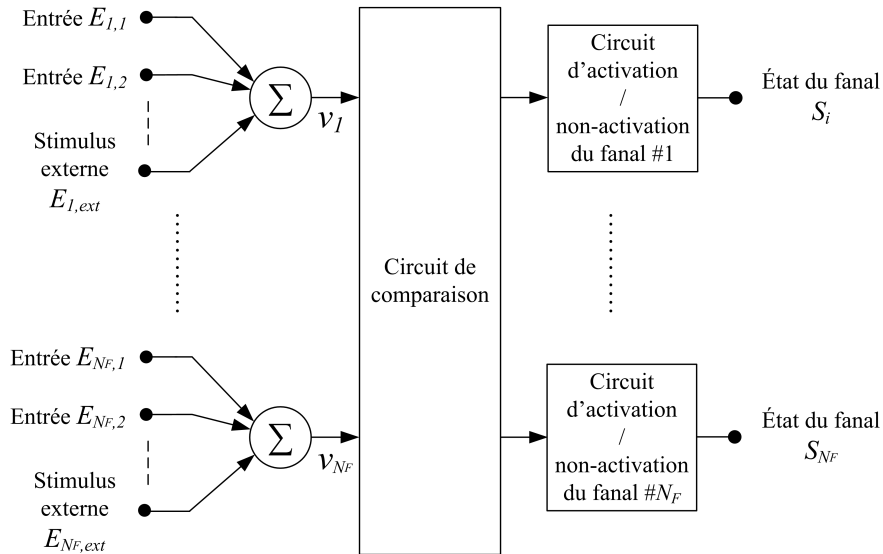 Entrée E1,1
Entrée E1,2
Stimulus
externe
E1,ext
Σ
v1
Circuit
d'activation
/
non-activation
du fanal #1
État du fanal
Si
Circuit de
comparaison
Entrée ENF,1
Entrée ENF,2
Stimulus
externe
ENF,ext
Σ
vNF
Circuit
d'activation
/
non-activation
du fanal #NF
État du fanal
SNF